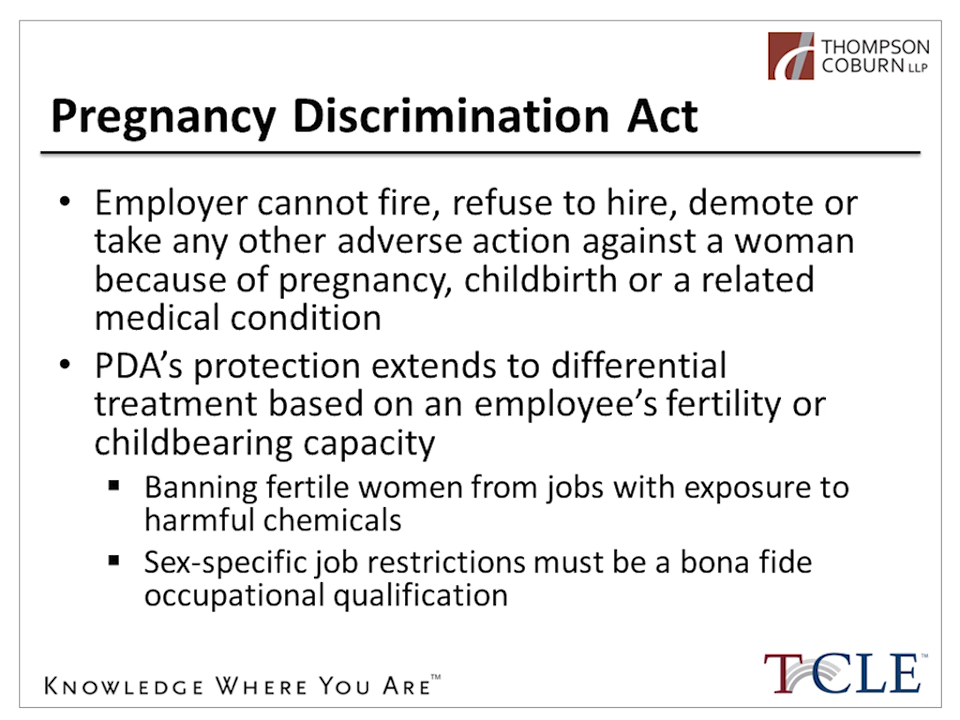 THOMPSON
COBURN LLP
Pregnancy Discrimination Act
• Employer cannot fire, refuse to hire, demote or
take any other adverse action against a woman
because of pregnancy, childbirth or a related
medical condition
• PDA’s protection extends to differential
treatment based on an employee’s fertility or
childbearing capacity
▪ Banning fertile women from jobs with exposure to
harmful chemicals
▪ Sex-specific job restrictions must be a bona fide
occupational qualification
KNOWLEDGE WHERE YOU ARE™
TCLE™